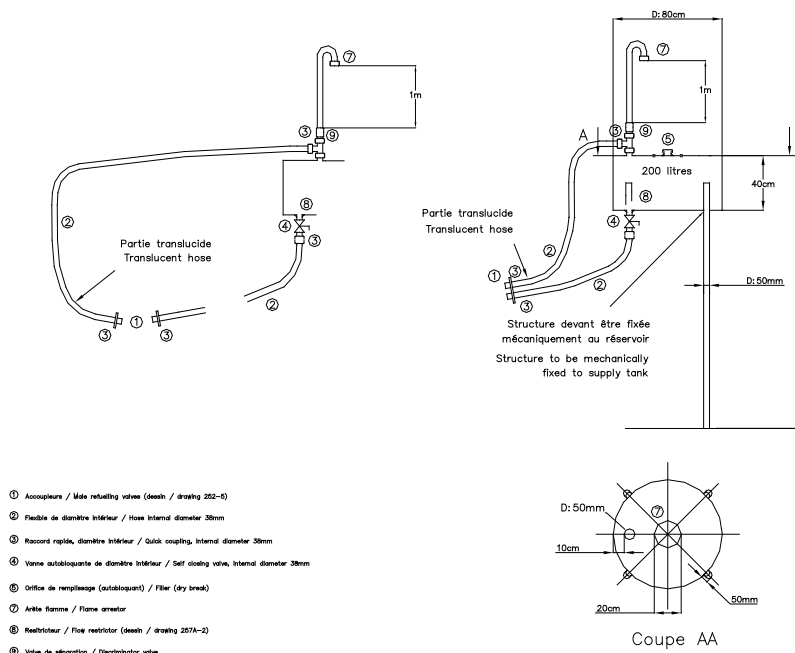 D: 80cm
⑦
⑦
1m
1m
③
⑨
A
③
⑨
⑤
200 litres
40cm
②
⑧
④
③
⑧
④
Partie translucide
Translucent hose
Partie translucide
Translucent hose
②
②
①
③
②
③
①
③
③
D: 50mm
Structure devant être fixée
mécaniquement au réservoir
Structure to be mechanically
fixed to supply tank
① Accoupleurs / Male refuelling valves (dessin / drawing 252-5)
② Flexible de diamètre intérieur / Hose internal diameter 38mm
③ Raccord rapide, diamètre intérieur / Quick coupling, internal diameter 38mm
④ Vanne autobloquante de diamètre intérieur / Self closing valve, internal diameter 38mm
⑤ Orifice de remplissage (autobloquant) / Filler (dry break)
⑦ Arête flamme / Flame arrestor
⑧ Restricteur / Flow restrictor (dessin / drawing 257A-2)
⑨ Valve de séparation / Discriminator valve
D: 50mm
⑦
10cm
50mm
20cm
Coupe AA